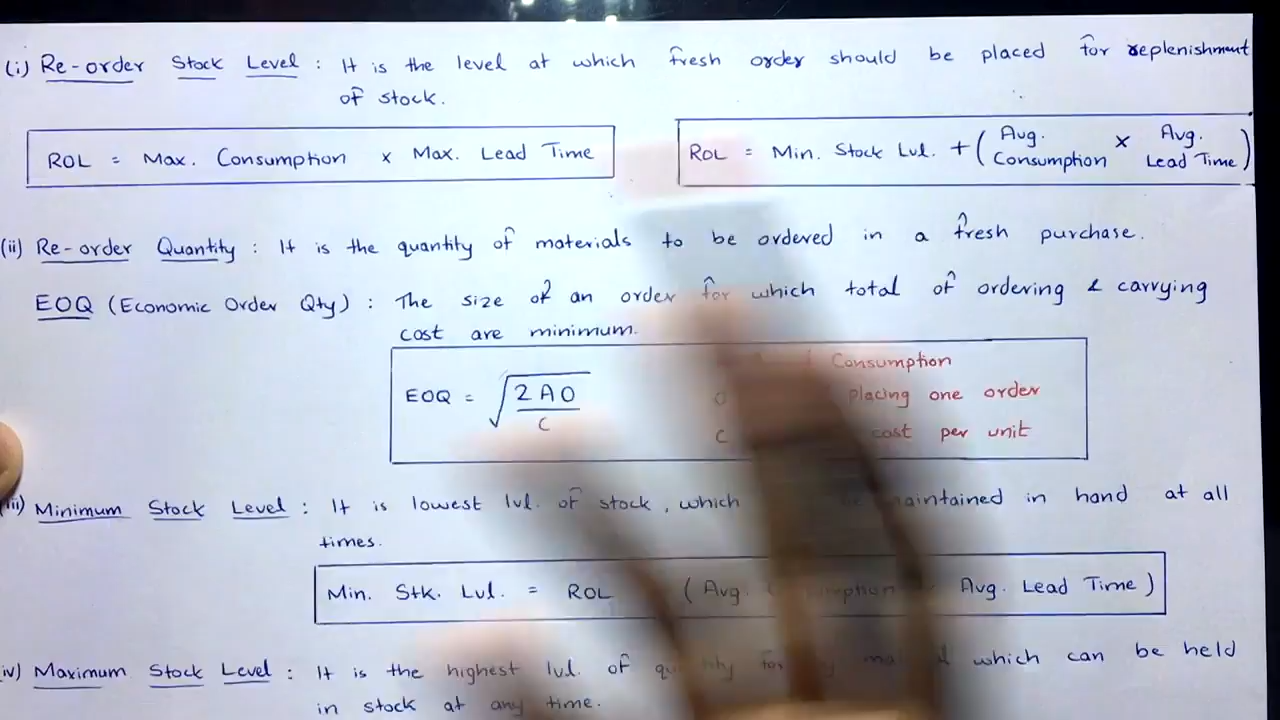 (i) Re-order Stock Level : It is the level at which fresh order should be placed for replenishment
of stock.
ROL = Max. Consumption x Max. Lead Time
ROL = Min. Stock Lvl. + ( Avg. Consumption x Avg. Lead Time )
(ii) Re-order Quantity : It is the quantity of materials to be ordered in a fresh purchase.
EOQ (Economic Order Qty) : The size of an order for which total of ordering & carrying
cost are minimum.
EOQ = √ 2AO / C
Consumption
O placing one order
C cost per unit
Minimum Stock Level : It is lowest lvl. of stock, which maintained in hand at all
times.
Min. Stk. Lvl. = ROL (Avg. Avg. Lead Time)
iv) Maximum Stock Level : It is the highest lvl. of which can be held
in stock at any time.